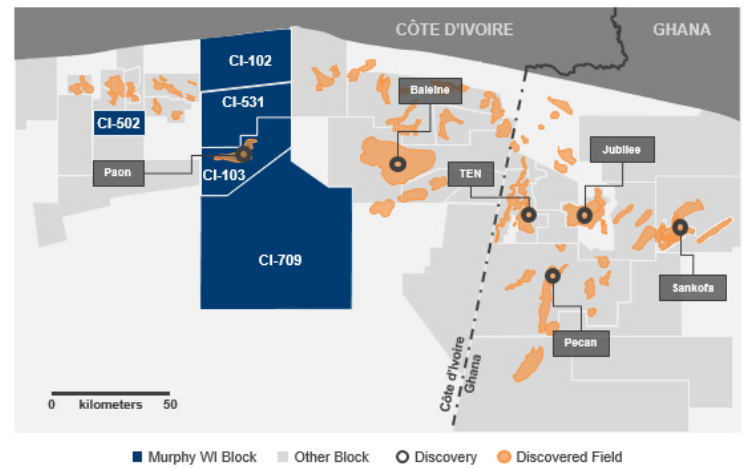 CÔTE D'IVOIRE
GHANA
CI-102
CI-531
Baleine
CI-502
Jubilee
Paon
CI-103
TEN
CI-709
Sankofa
Pecan
Côte d'Ivoire
Ghana
0 kilometers 50
Murphy WI Block
Other Block
Discovery
Discovered Field